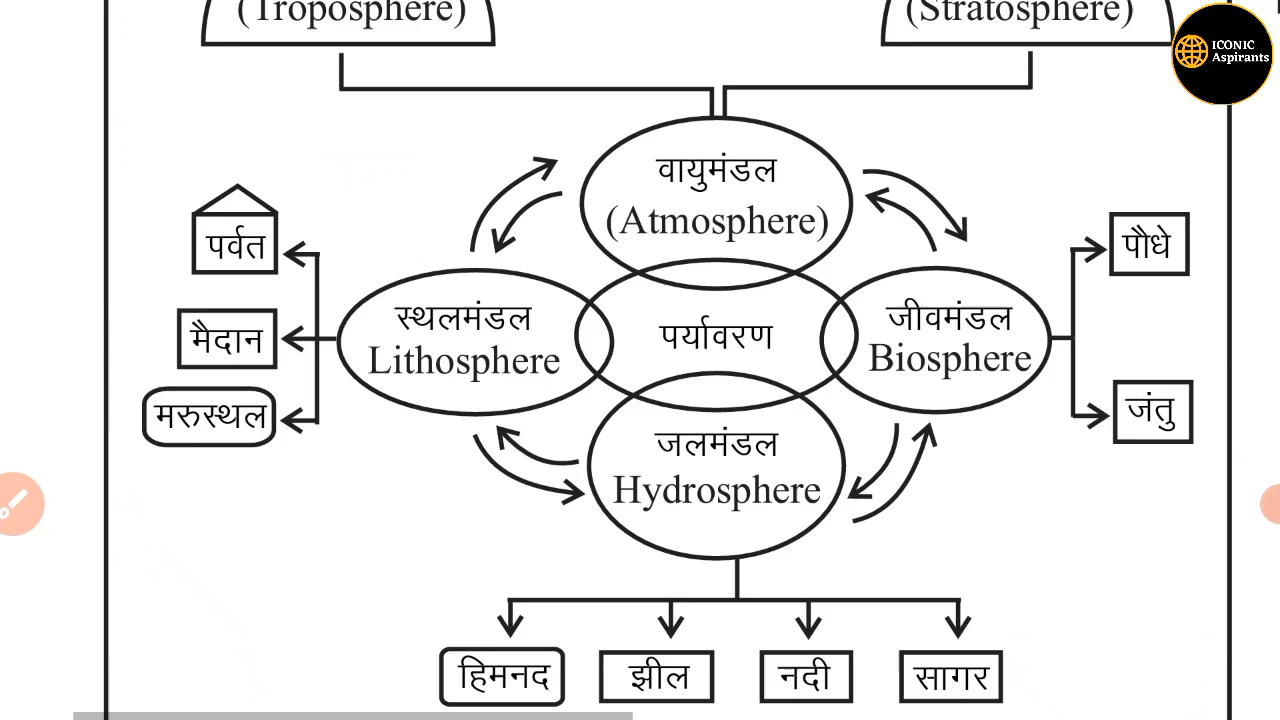 (Troposphere)
(Stratosphere)
ICONIC
Aspirants
वायुमंडल
(Atmosphere)
पर्वत
मैदान
मरुस्थल
स्थलमंडल
Lithosphere
पर्यावरण
जीवमंडल
Biosphere
पौधे
जंतु
जलमंडल
Hydrosphere
हिमनद
झील
नदी
सागर